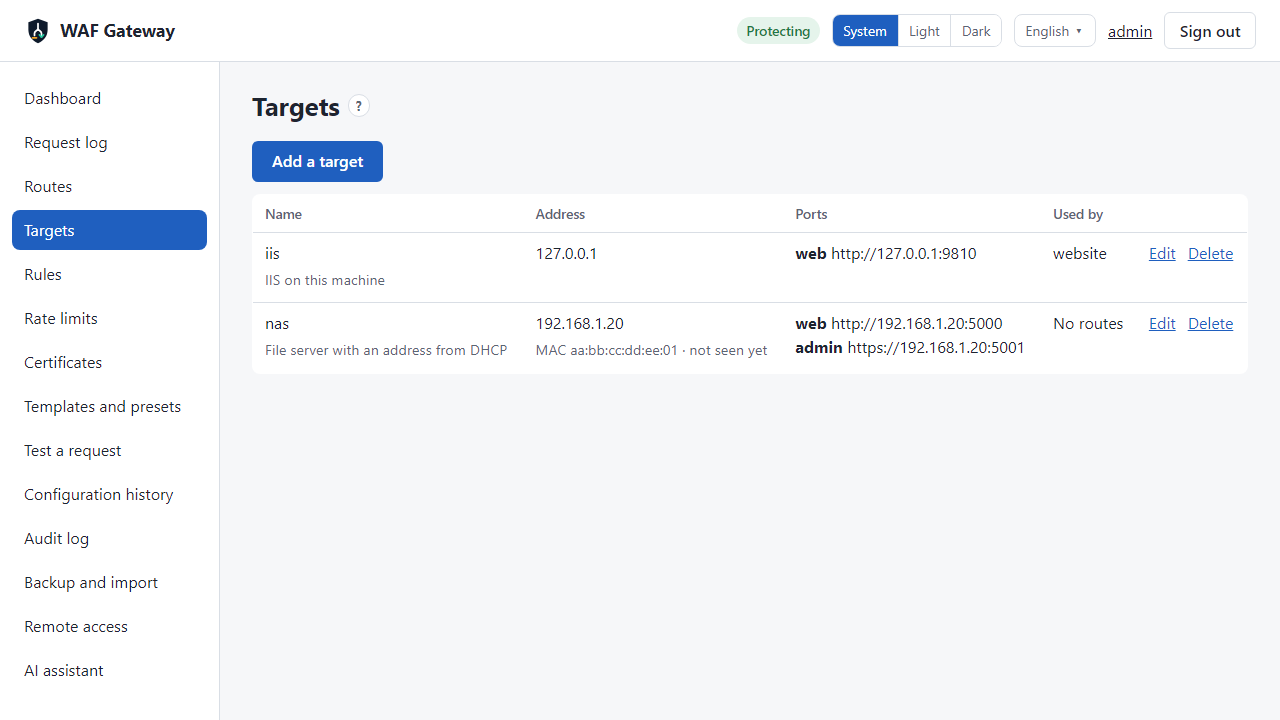 WAF Gateway
Protecting
System
Light
Dark
English ▼
admin
Sign out
Dashboard
Request log
Routes
Targets
Rules
Rate limits
Certificates
Templates and presets
Test a request
Configuration history
Audit log
Backup and import
Remote access
AI assistant
Targets ?
Add a target
Name Address Ports Used by
iis 127.0.0.1 web http://127.0.0.1:9810 website Edit Delete
IIS on this machine
nas 192.168.1.20 web http://192.168.1.20:5000 No routes Edit Delete
File server with an address from DHCP MAC aa:bb:cc:dd:ee:01 · not seen yet admin https://192.168.1.20:5001